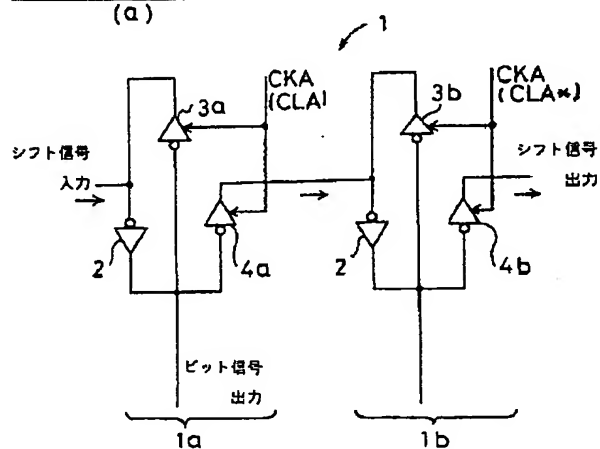 (a)
1
CKA
(CLA)
3a
シフト信号
入力
2
4a
CKA
(CLA*)
3b
シフト信号
出力
2
4b
ビット信号
出力
1a
1b